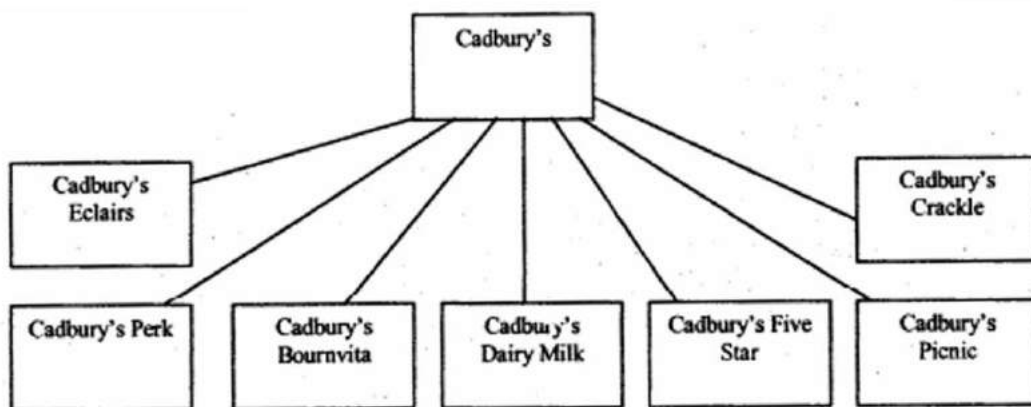 Cadbury's
Cadbury's
Eclairs
Cadbury's
Crackle
Cadbury's Perk
Cadbury's
Bournvita
Cadbury's
Dairy Milk
Cadbury's Five
Star
Cadbury's
Picnic